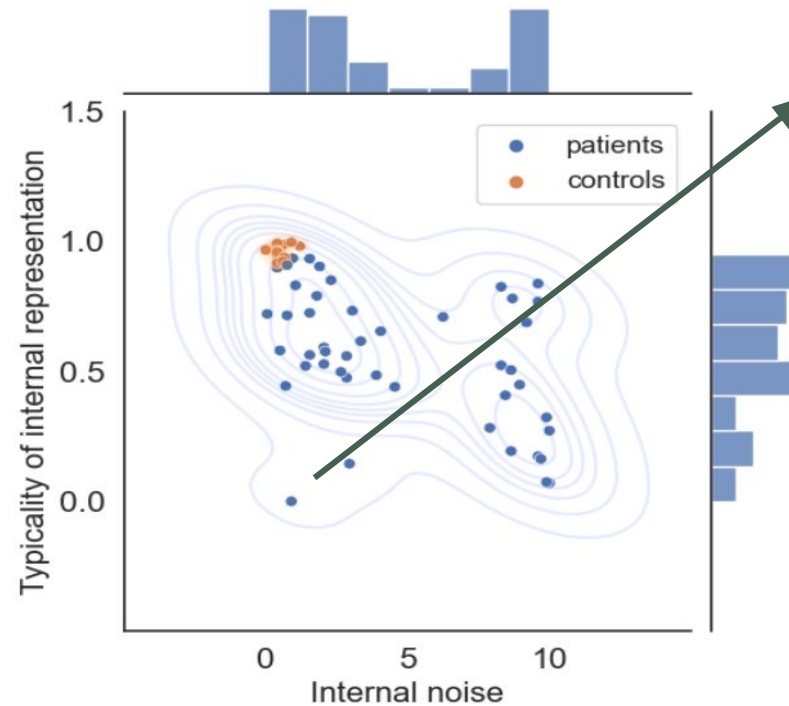 1.5
patients
controls
1.0
0.5
0.0
Typicality of internal representation
0
5
10
Internal noise